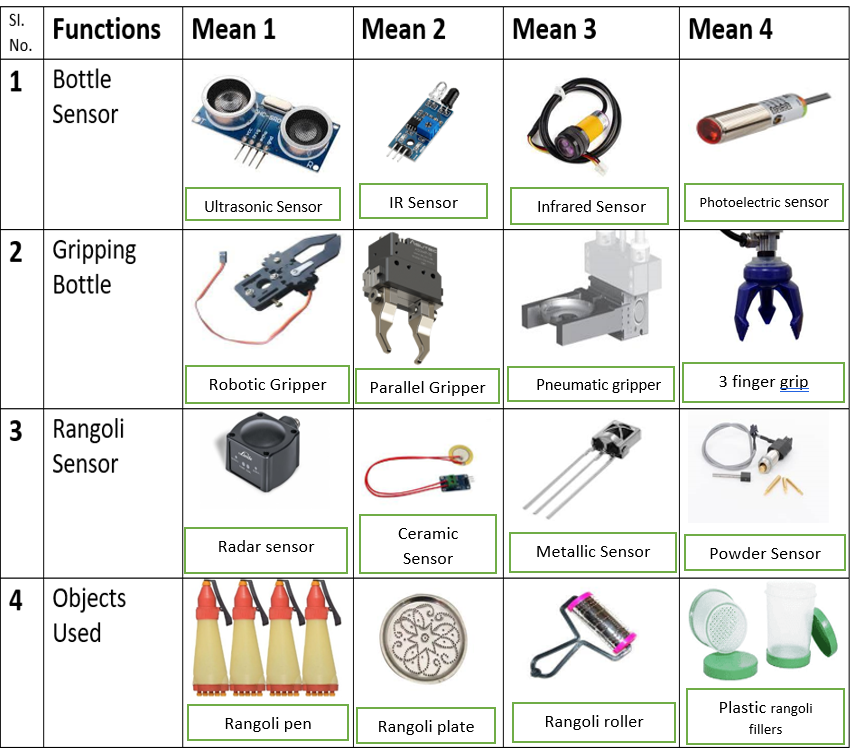 Sl.
No.
Functions
Mean 1
Mean 2
Mean 3
Mean 4
1
Bottle
Sensor
Ultrasonic Sensor
IR Sensor
Infrared Sensor
Photoelectric sensor
2
Gripping
Bottle
Robotic Gripper
Parallel Gripper
Pneumatic gripper
3 finger grip
3
Rangoli
Sensor
Radar sensor
Ceramic
Sensor
Metallic Sensor
Powder Sensor
4
Objects
Used
Rangoli pen
Rangoli plate
Rangoli roller
Plastic rangoli
fillers